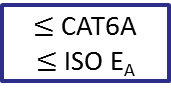 ≤ CAT6A
≤ ISO EA